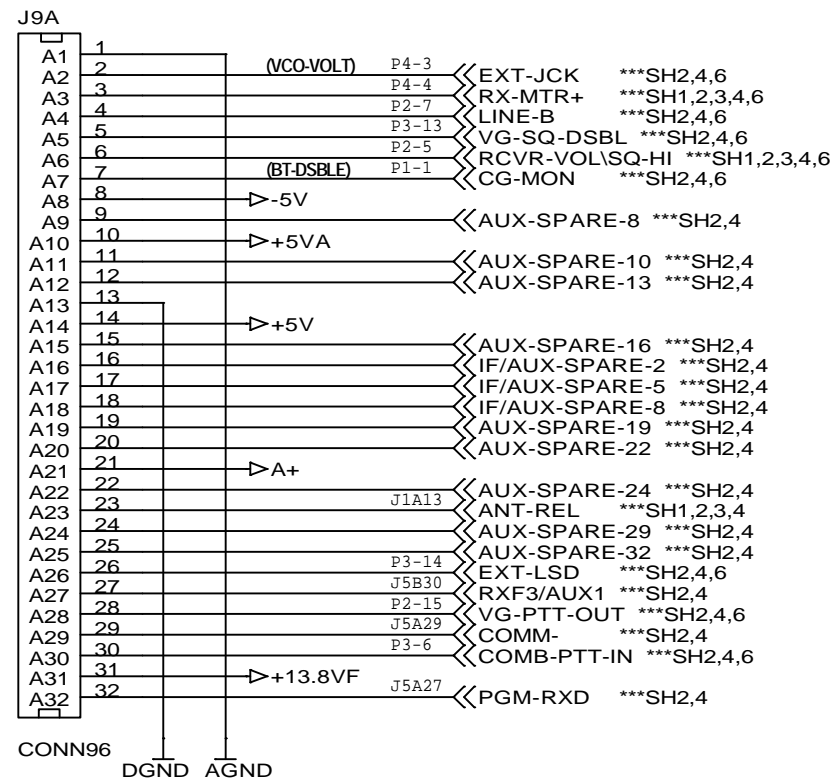 J9A
A1 1
A2 2 (VCO-VOLT) P4-3 EXT-JCK ***SH2,4,6
A3 3 P4-4 RX-MTR+ ***SH1,2,3,4,6
A4 4 P2-7 LINE-B ***SH2,4,6
A5 5 P3-13 VG-SQ-DSBL ***SH2,4,6
A6 6 P2-5 RCVR-VOL\SQ-HI ***SH1,2,3,4,6
A7 7 (BT-DSBLE) P1-1 CG-MON ***SH2,4,6
A8 8 -5V
A9 9 AUX-SPARE-8 ***SH2,4
A10 10 +5VA
A11 11 AUX-SPARE-10 ***SH2,4
A12 12 AUX-SPARE-13 ***SH2,4
A13 13
A14 14 +5V
A15 15 AUX-SPARE-16 ***SH2,4
A16 16 IF/AUX-SPARE-2 ***SH2,4
A17 17 IF/AUX-SPARE-5 ***SH2,4
A18 18 IF/AUX-SPARE-8 ***SH2,4
A19 19 AUX-SPARE-19 ***SH2,4
A20 20 AUX-SPARE-22 ***SH2,4
A21 21 A+
A22 22 AUX-SPARE-24 ***SH2,4
A23 23 J1A13 ANT-REL ***SH1,2,3,4
A24 24 AUX-SPARE-29 ***SH2,4
A25 25 AUX-SPARE-32 ***SH2,4
A26 26 P3-14 EXT-LSD ***SH2,4,6
A27 27 J5B30 RXF3/AUX1 ***SH2,4
A28 28 P2-15 VG-PTT-OUT ***SH2,4,6
A29 29 J5A29 COMM- ***SH2,4
A30 30 P3-6 COMB-PTT-IN ***SH2,4,6
A31 31 +13.8VF
A32 32 J5A27 PGM-RXD ***SH2,4
CONN96
DGND AGND